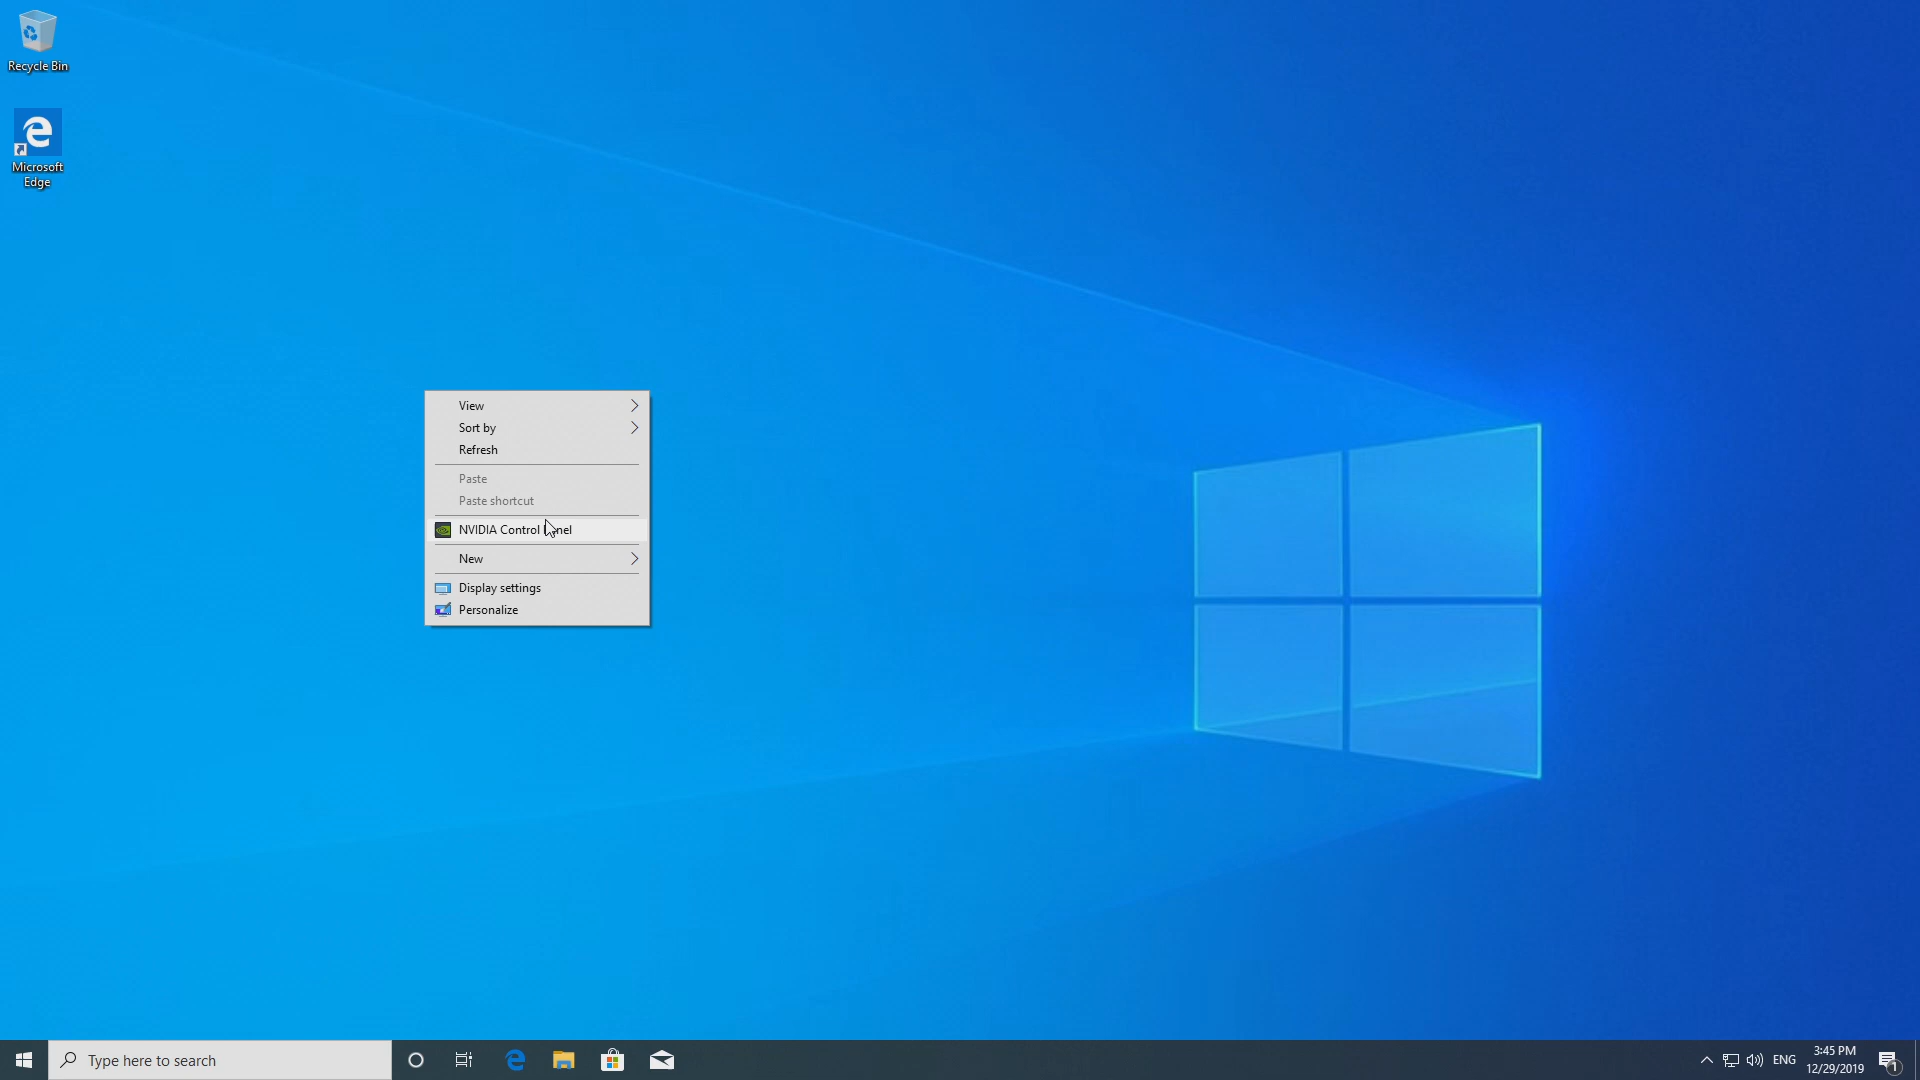 Recycle Bin
Microsoft
Edge
View
Sort by
Refresh
Paste
Paste shortcut
NVIDIA Control
New
Display settings
Personalize
Type here to search
ENG
3:45 PM
12/29/2019
1